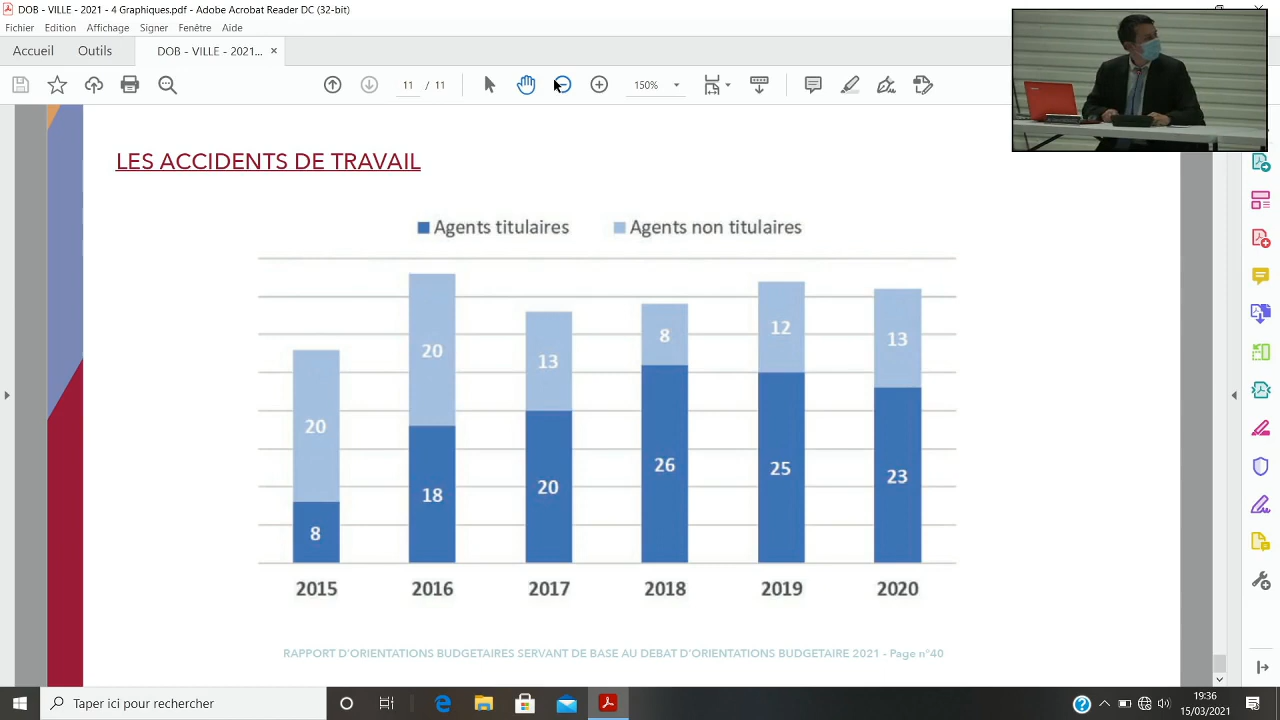 DOB - VILLE - 2021 - 4 Graphiques.pdf - Adobe Acrobat Reader DC (32-bit)
Fichier Edition Affichage Signer Fenêtre Aide
Accueil Outils DOB - VILLE - 2021... ×
11 / 11 150%
LES ACCIDENTS DE TRAVAIL
Agents titulaires Agents non titulaires
20 20 13 8 12 13
8 18 20 26 25 23
2015 2016 2017 2018 2019 2020
RAPPORT D'ORIENTATIONS BUDGETAIRES SERVANT DE BASE AU DEBAT D'ORIENTATIONS BUDGETAIRE 2021 - Page n°40
Taper ici pour rechercher
19:36
15/03/2021